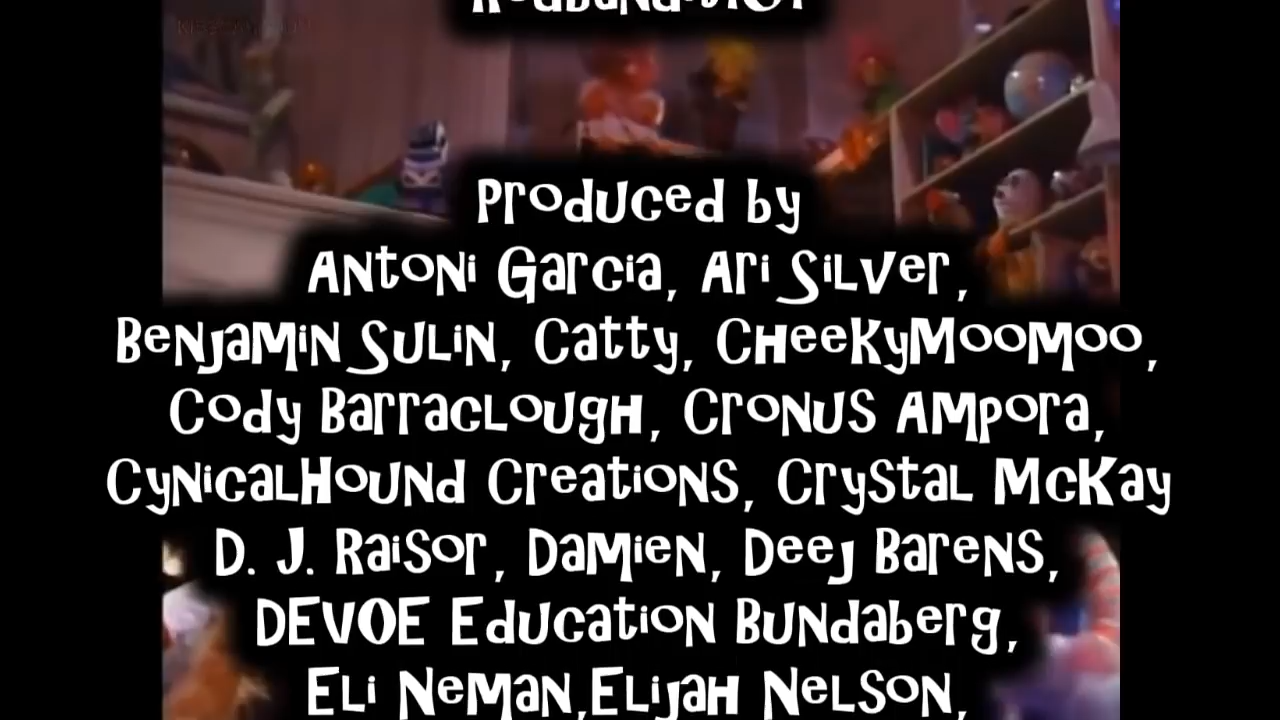 Produced by
Antoni Garcia, Ari Silver,
Benjamin Sulin, Catty, CheekyMooMoo,
Cody Barraclough, Cronus Ampora,
CynicalHound Creations, Crystal McKay
D. J. Raisor, Damien, Deej Barens,
DEVOE Education Bundaberg,
Eli Neman,Elijah Nelson,